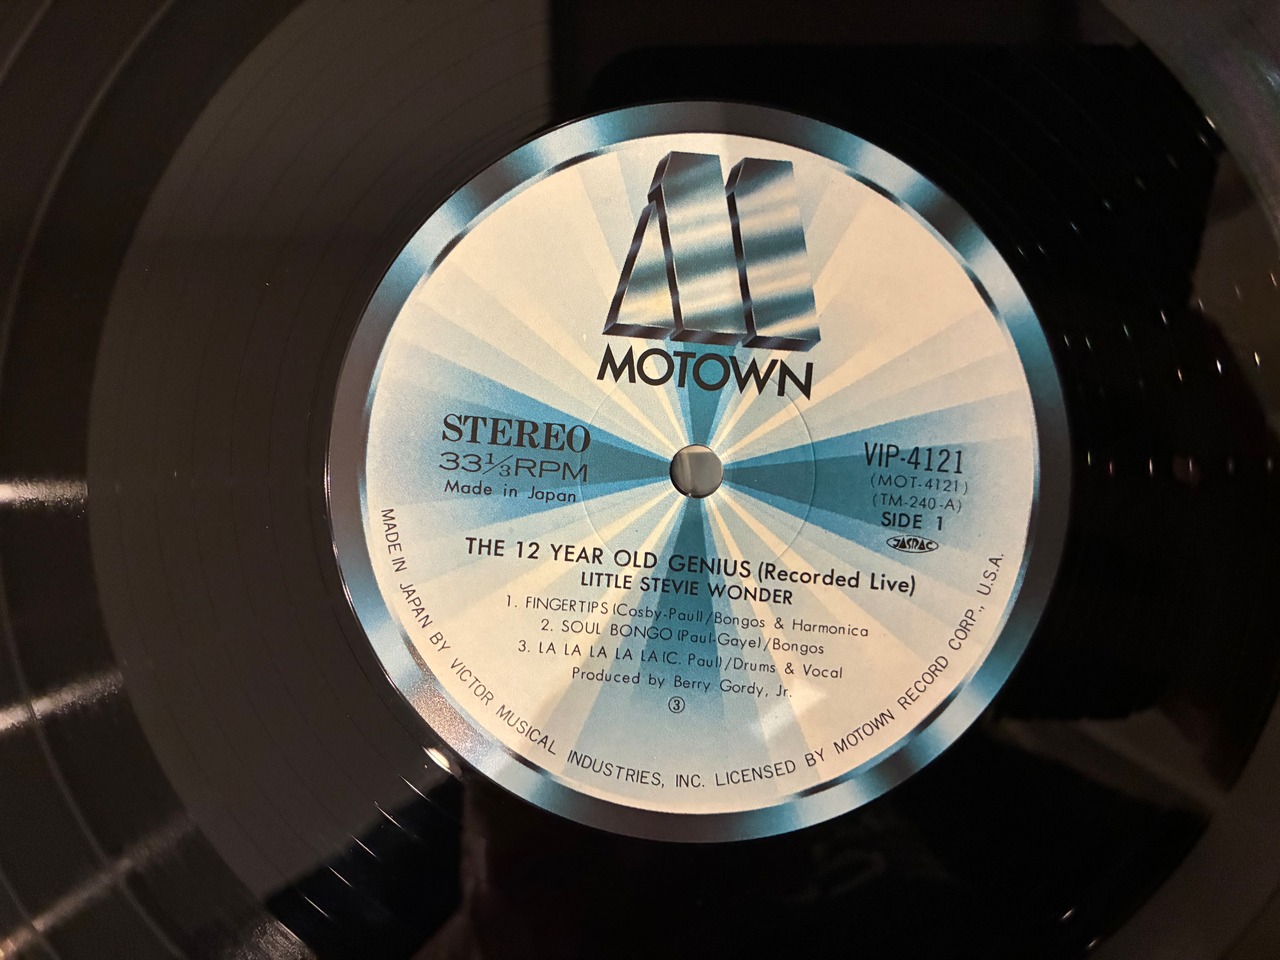 MOTOWN
STEREO
33⅓RPM
Made in Japan
VIP-4121
(MOT-4121)
(TM-240-A)
SIDE 1
JASRAC
THE 12 YEAR OLD GENIUS (Recorded Live)
LITTLE STEVIE WONDER
1. FINGERTIPS (Cosby-Paul)/Bongos & Harmonica
2. SOUL BONGO (Paul-Gaye)/Bongos
3. LA LA LA LA LA (C. Paul)/Drums & Vocal
Produced by Berry Gordy, Jr.
③
MADE IN JAPAN BY VICTOR MUSICAL INDUSTRIES, INC. LICENSED BY MOTOWN RECORD CORP., U.S.A.